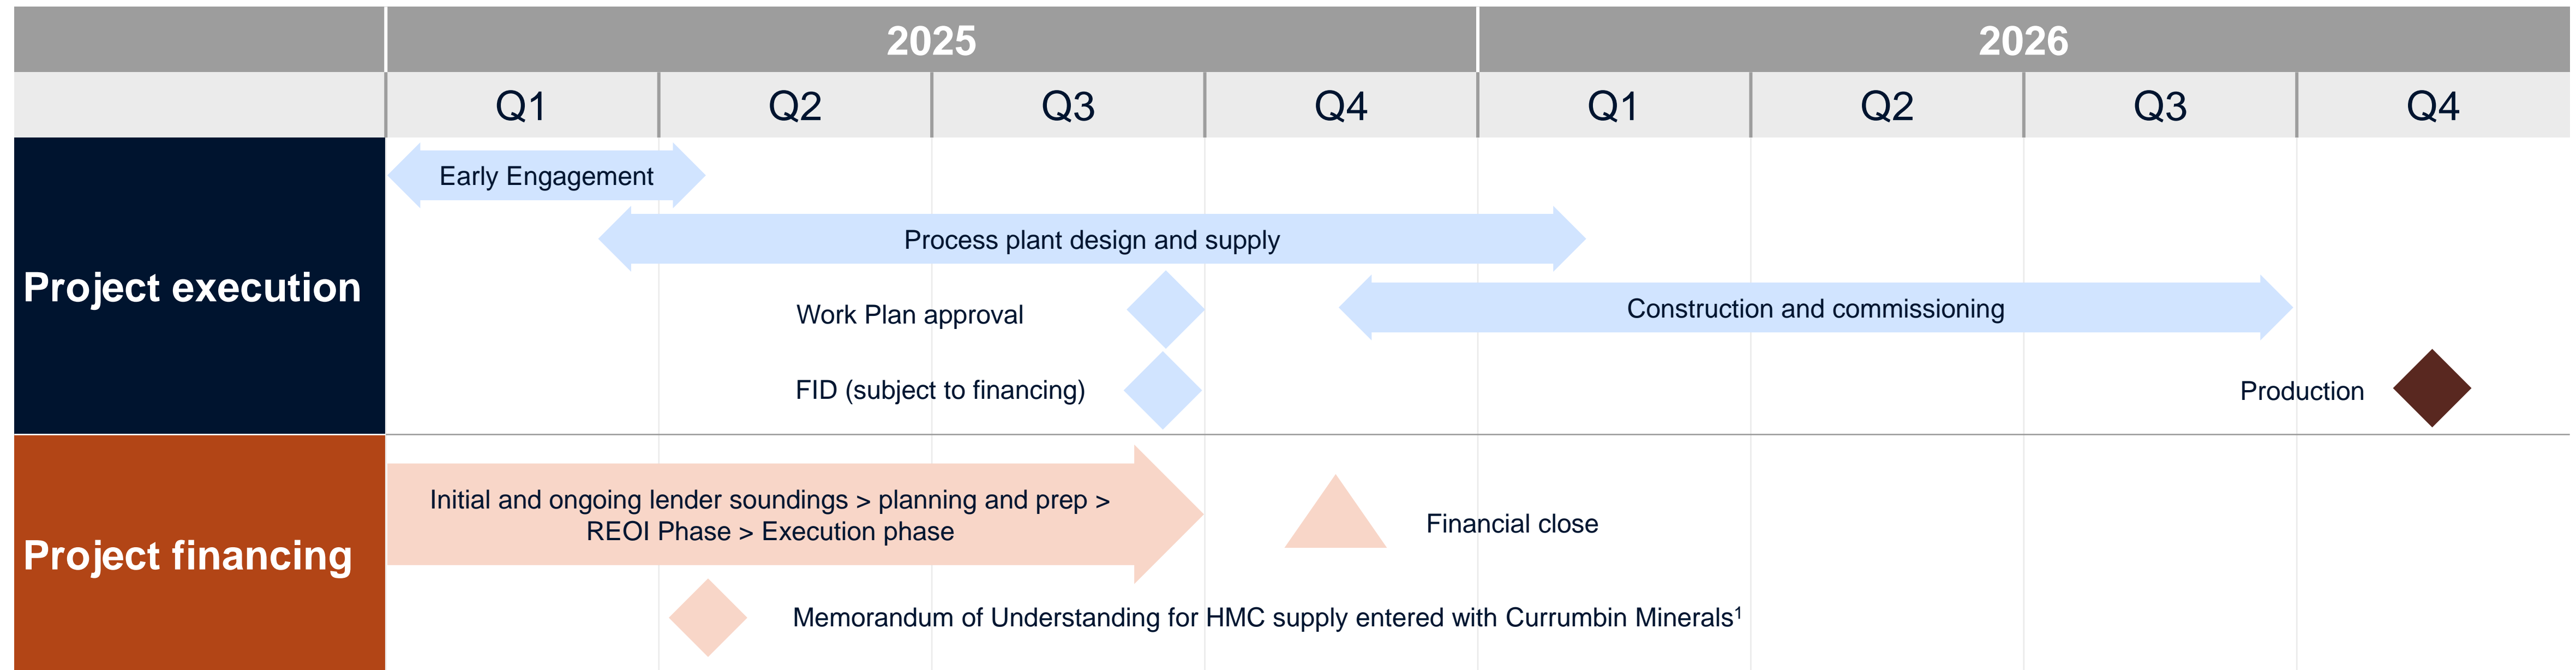 2025
2026
Q1
Q2
Q3
Q4
Q1
Q2
Q3
Q4
Project execution
Early Engagement
Process plant design and supply
Work Plan approval
Construction and commissioning
FID (subject to financing)
Production
Project financing
Initial and ongoing lender soundings > planning and prep >
REOI Phase > Execution phase
Financial close
Memorandum of Understanding for HMC supply entered with Currumbin Minerals¹